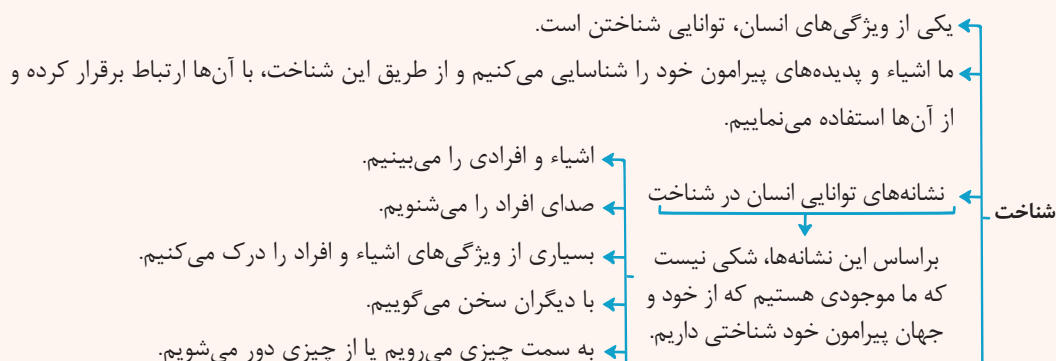 شناخت
یکی از ویژگی‌های انسان، توانایی شناختن است.
ما اشیاء و پدیده‌های پیرامون خود را شناسایی می‌کنیم و از طریق این شناخت، با آن‌ها ارتباط برقرار کرده و
از آن‌ها استفاده می‌نماییم.
نشانه‌های توانایی انسان در شناخت
براساس این نشانه‌ها، شکی نیست
که ما موجودی هستیم که از خود و
جهان پیرامون خود شناختی داریم.
اشیاء و افرادی را می‌بینیم.
صدای افراد را می‌شنویم.
بسیاری از ویژگی‌های اشیاء و افراد را درک می‌کنیم.
با دیگران سخن می‌گوییم.
به سمت چیزی می‌رویم یا از چیزی دور می‌شویم.